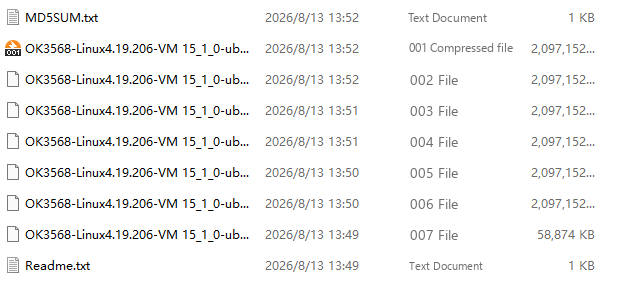 MD5SUM.txt 2026/8/13 13:52 Text Document 1 KB
001 OK3568-Linux4.19.206-VM 15_1_0-ub... 2026/8/13 13:52 001 Compressed file 2,097,152...
OK3568-Linux4.19.206-VM 15_1_0-ub... 2026/8/13 13:52 002 File 2,097,152...
OK3568-Linux4.19.206-VM 15_1_0-ub... 2026/8/13 13:51 003 File 2,097,152...
OK3568-Linux4.19.206-VM 15_1_0-ub... 2026/8/13 13:51 004 File 2,097,152...
OK3568-Linux4.19.206-VM 15_1_0-ub... 2026/8/13 13:50 005 File 2,097,152...
OK3568-Linux4.19.206-VM 15_1_0-ub... 2026/8/13 13:50 006 File 2,097,152...
OK3568-Linux4.19.206-VM 15_1_0-ub... 2026/8/13 13:49 007 File 58,874 KB
Readme.txt 2026/8/13 13:49 Text Document 1 KB